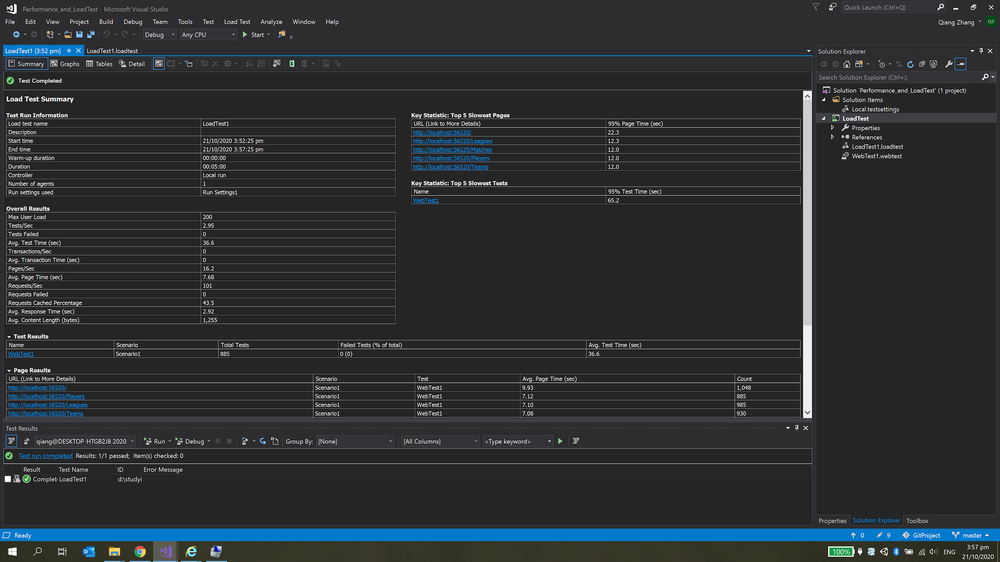 Performance_and_LoadTest - Microsoft Visual Studio
Quick Launch (Ctrl+Q)
File Edit View Project Build Debug Team Tools Test Load Test Analyze Window Help
Qiang Zhang QZ
Debug Any CPU Start
LoadTest1 [3:52 pm] LoadTest1.loadtest
Summary Graphs Tables Detail
Test Completed
Load Test Summary
Test Run Information
Load test name LoadTest1
Description
Start time 21/10/2020 3:52:25 pm
End time 21/10/2020 3:57:25 pm
Warm-up duration 00:00:00
Duration 00:05:00
Controller Local run
Number of agents 1
Run settings used Run Settings1
Overall Results
Max User Load 200
Tests/Sec 2.95
Tests Failed 0
Avg. Test Time (sec) 36.6
Transactions/Sec 0
Avg. Transaction Time (sec) 0
Pages/Sec 16.2
Avg. Page Time (sec) 7.68
Requests/Sec 101
Requests Failed 0
Requests Cached Percentage 43.5
Avg. Response Time (sec) 2.92
Avg. Content Length (bytes) 1,255
Key Statistic: Top 5 Slowest Pages
URL (Link to More Details) 95% Page Time (sec)
http://localhost:56520/ 22.3
http://localhost:56520/Leagues 12.3
http://localhost:56520/Matches 12.0
http://localhost:56520/Players 12.0
http://localhost:56520/Teams 12.0
Key Statistic: Top 5 Slowest Tests
Name 95% Test Time (sec)
WebTest1 65.2
Test Results
Name Scenario Total Tests Failed Tests (% of total) Avg. Test Time (sec)
WebTest1 Scenario1 885 0 (0) 36.6
Page Results
URL (Link to More Details) Scenario Test Avg. Page Time (sec) Count
http://localhost:56520/ Scenario1 WebTest1 9.93 1,048
http://localhost:56520/Players Scenario1 WebTest1 7.12 885
http://localhost:56520/Leagues Scenario1 WebTest1 7.10 985
http://localhost:56520/Teams Scenario1 WebTest1 7.08 930
Test Results
qiang@DESKTOP-HTGB2J8 2020- Run Debug Group By: [None] [All Columns] <Type keyword>
Test run completed Results: 1/1 passed; Item(s) checked: 0
Result Test Name ID Error Message
Complet LoadTest1 d:\studyi
Solution Explorer
Search Solution Explorer (Ctrl+;)
Solution 'Performance_and_LoadTest' (1 project)
Solution Items
Local.testsettings
LoadTest
Properties
References
LoadTest1.loadtest
WebTest1.webtest
Properties Solution Explorer Toolbox
Ready 0 9 GitProject master
100% ENG 3:57 pm
21/10/2020